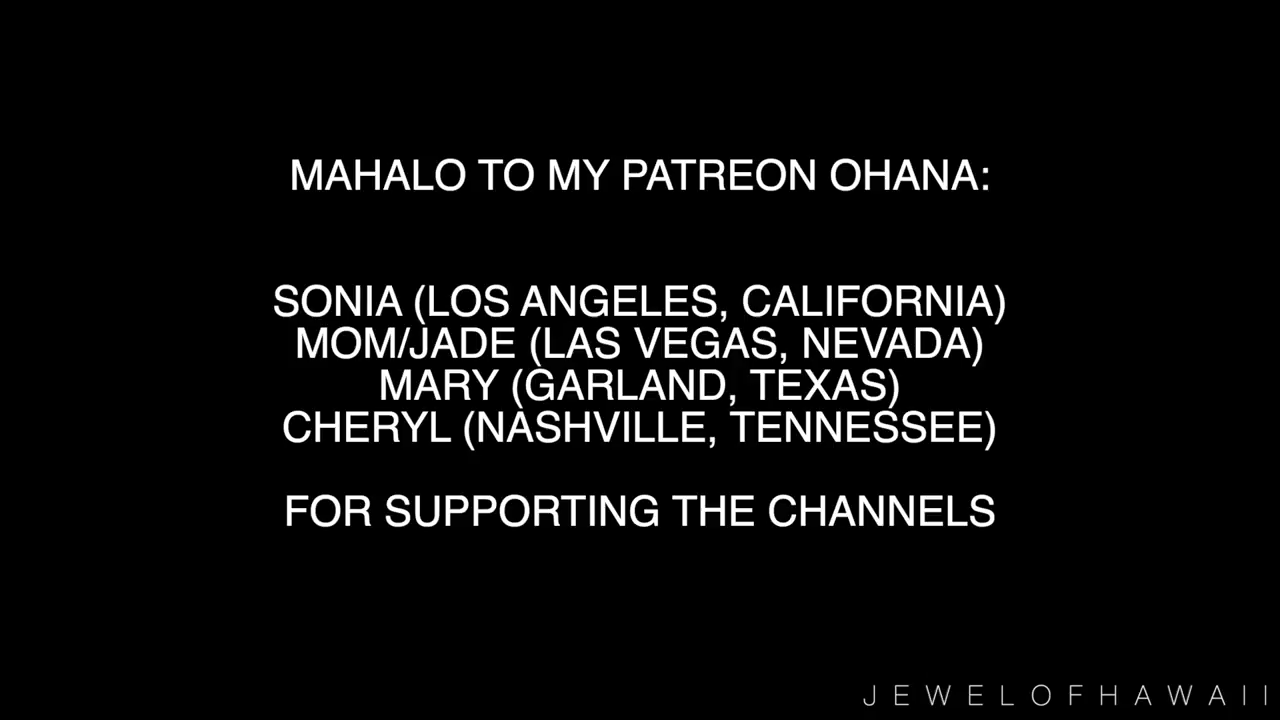 MAHALO TO MY PATREON OHANA:
SONIA (LOS ANGELES, CALIFORNIA)
MOM/JADE (LAS VEGAS, NEVADA)
MARY (GARLAND, TEXAS)
CHERYL (NASHVILLE, TENNESSEE)
FOR SUPPORTING THE CHANNELS
JEWELOFHAWAII